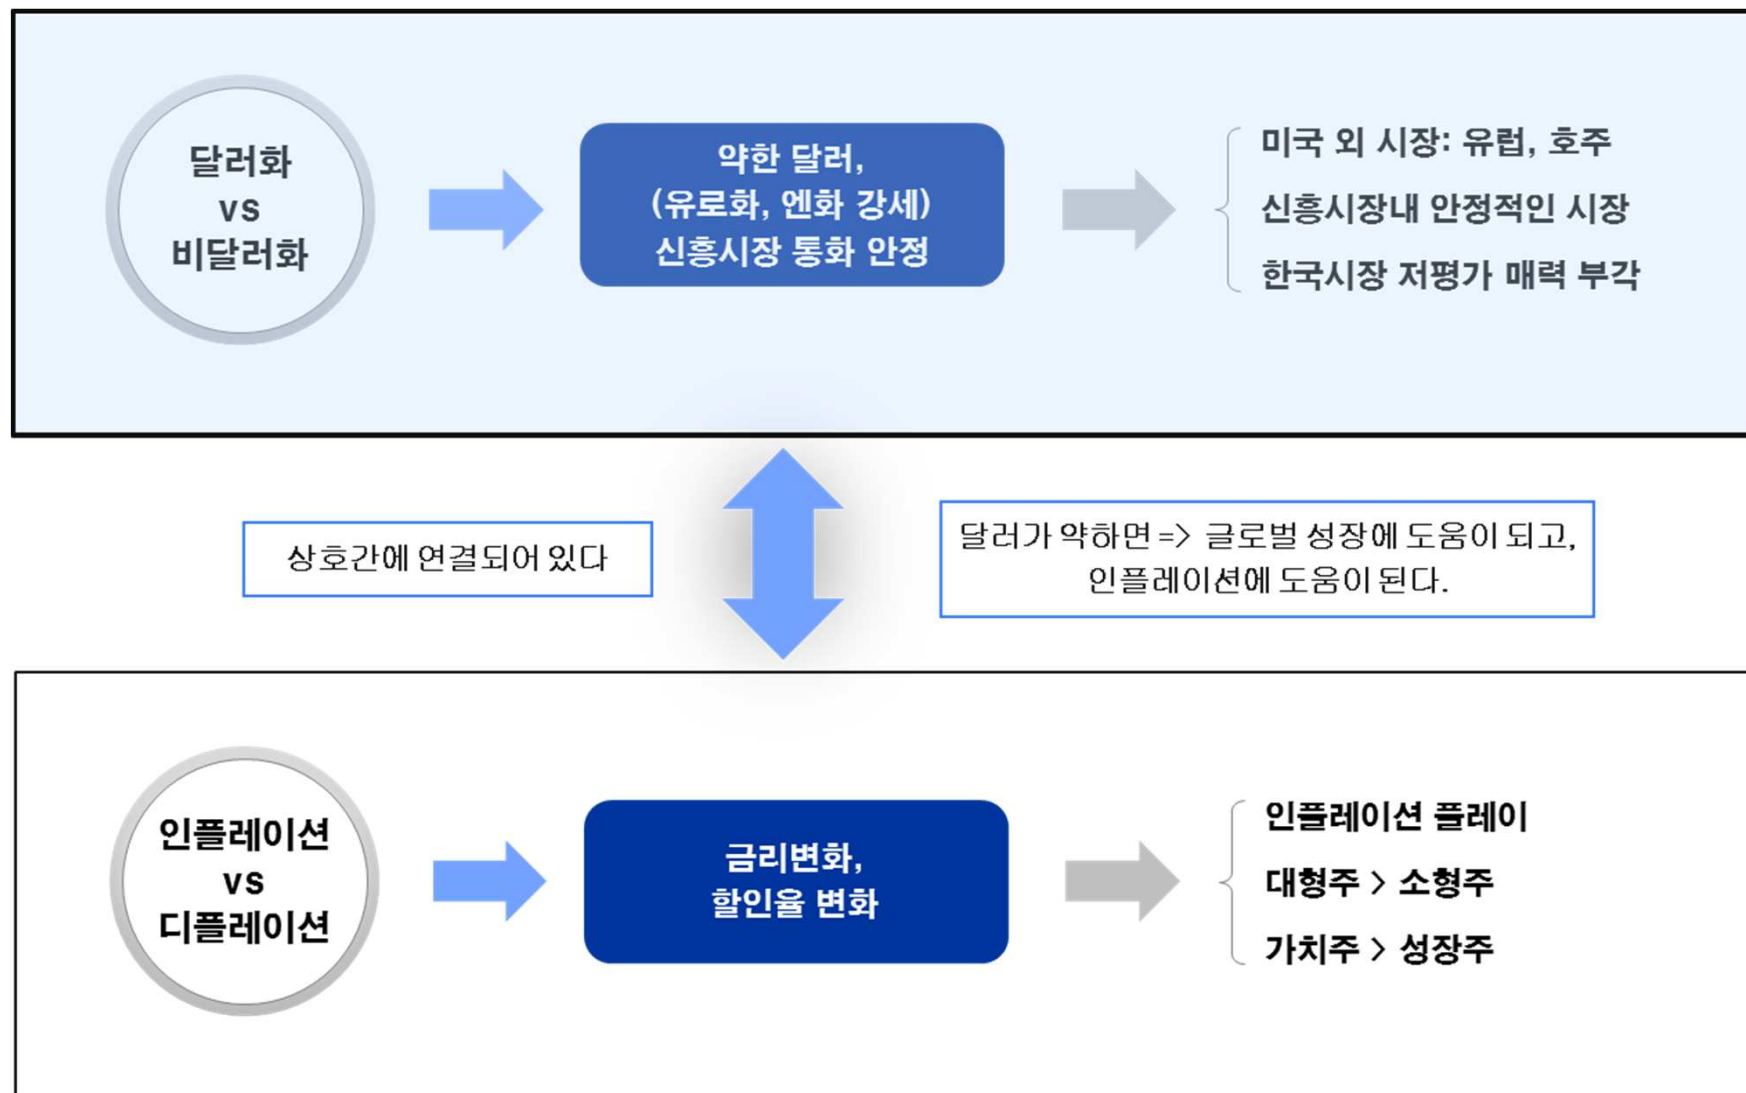 달러화
vs
비달러화
약한 달러,
(유로화, 엔화 강세)
신흥시장 통화 안정
미국 외 시장: 유럽, 호주
신흥시장내 안정적인 시장
한국시장 저평가 매력 부각
상호간에 연결되어 있다
달러가 약하면 => 글로벌 성장에 도움이 되고,
인플레이션에 도움이 된다.
인플레이션
vs
디플레이션
금리변화,
할인율 변화
인플레이션 플레이
대형주 > 소형주
가치주 > 성장주